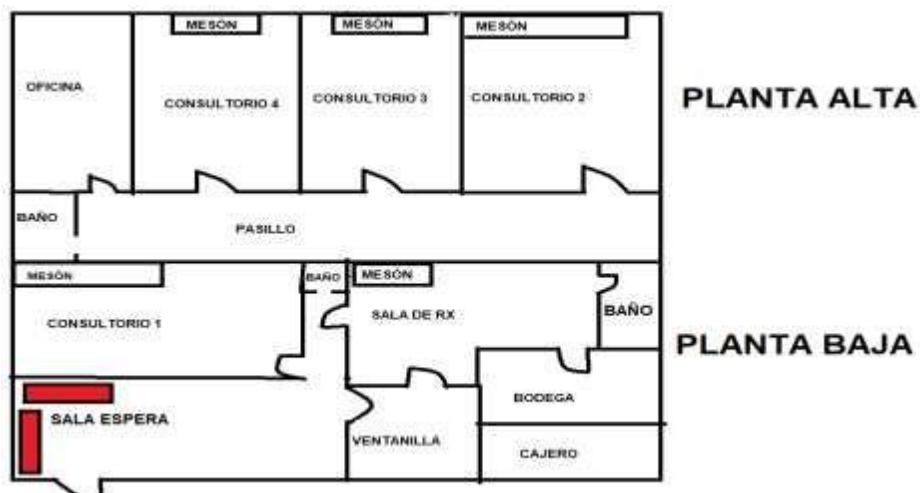 MESÓN
MESÓN
MESÓN
OFICINA
CONSULTORIO 4
CONSULTORIO 3
CONSULTORIO 2
PLANTA ALTA
BAÑO
PASILLO
MESÓN
BAÑO
MESÓN
CONSULTORIO 1
SALA DE RX
BAÑO
PLANTA BAJA
BODEGA
SALA ESPERA
VENTANILLA
CAJERO